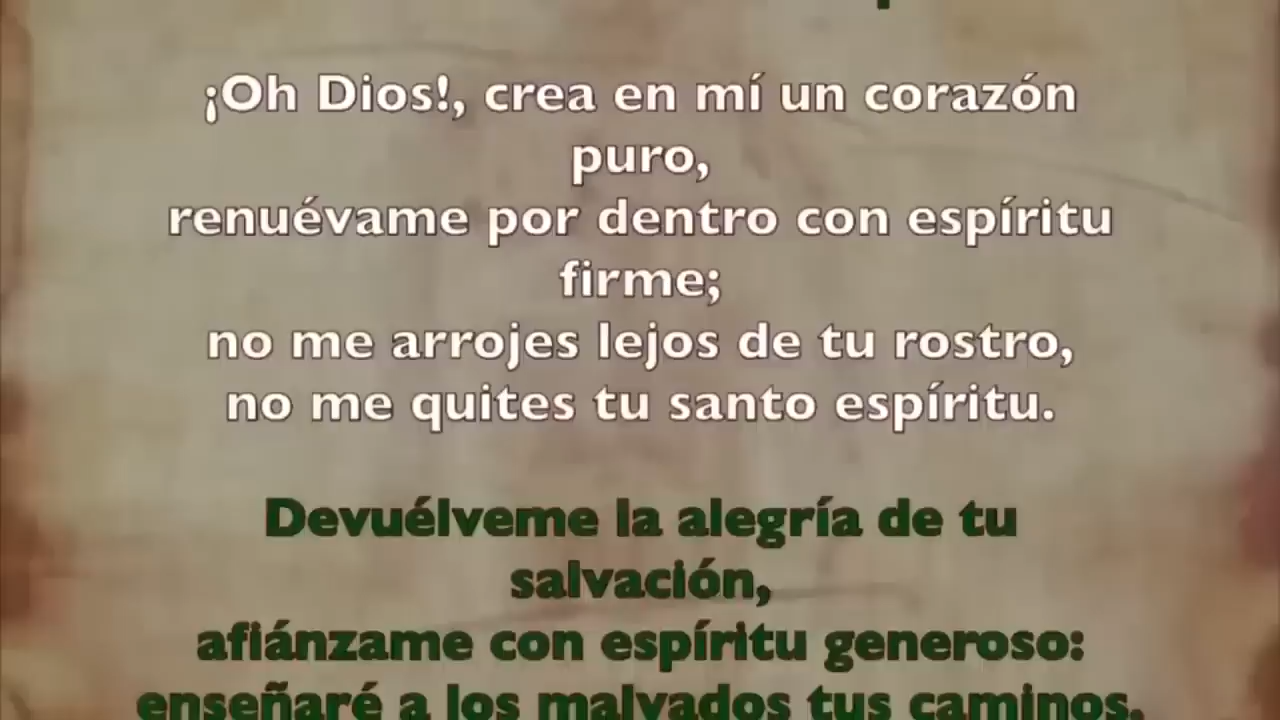 ¡Oh Dios!, crea en mí un corazón
puro,
renuévame por dentro con espíritu
firme;
no me arrojes lejos de tu rostro,
no me quites tu santo espíritu.
Devuélveme la alegría de tu
salvación,
afiánzame con espíritu generoso:
enseñaré a los malvados tus caminos,